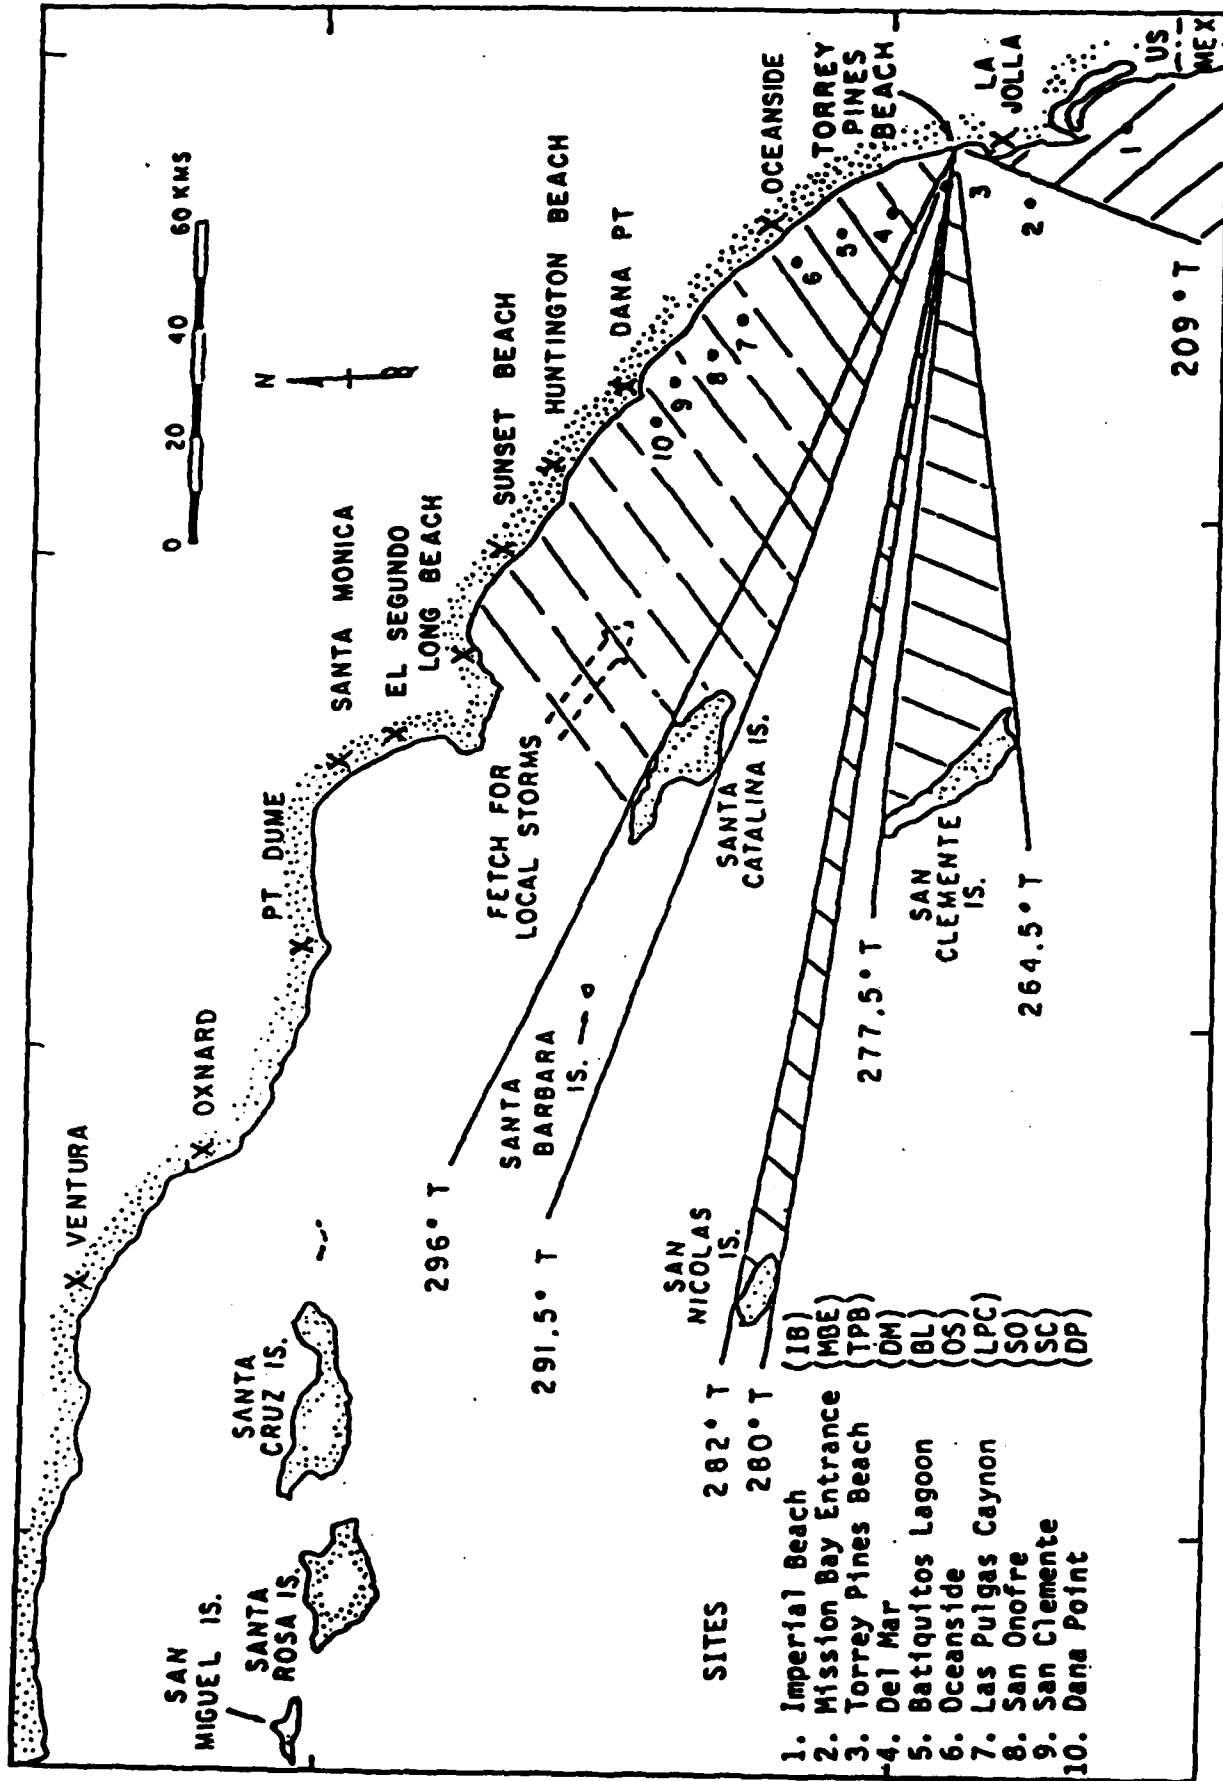 VENTURA
OXNARD
PT DUME
SANTA MONICA
EL SEGUNDO
LONG BEACH
SUNSET BEACH
HUNTINGTON BEACH
DANA PT
OCEANSIDE
TORREY
PINES
BEACH
LA
JOLLA
US
MEX
0 20 40 60 KMS
N
SAN
MIGUEL IS.
SANTA
ROSA IS.
SANTA
CRUZ IS.
296° T
291.5° T
SANTA
BARBARA
IS.
FETCH FOR
LOCAL STORMS
SANTA
CATALINA IS.
SAN
NICOLAS
IS.
282° T
280° T
277.5° T
SAN
CLEMENTE
IS.
264.5° T
209° T
10
9
8
7
6
5
4
3
2
1
SITES
1. Imperial Beach (IB)
2. Mission Bay Entrance (MBE)
3. Torrey Pines Beach (TPB)
4. Del Mar (DM)
5. Batiquitos Lagoon (BL)
6. Oceanside (OS)
7. Las Pulgas Caynon (LPC)
8. San Onofre (SO)
9. San Clemente (SC)
10. Dana Point (DP)